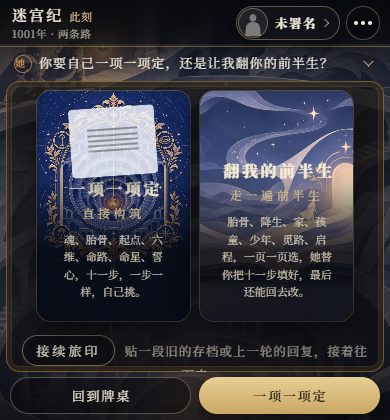 迷宫纪 此刻
1001年 · 两条路
未署名
她 你要自己一项一项定，还是让我翻你的前半生？
一项一项定
直接构筑
魂、胎骨、起点、六
维、命路、命星、誓
心，十一步，一步一
样，自己挑。
翻我的前半生
走一遍前半生
胎骨、降生、家、孩
童、少年、觅路、启
程，一页一页选，她替
你把十一步填好，最后
还能回去改。
接续旅印 贴一段旧的存档或上一轮的回复，接着往
回到牌桌
一项一项定